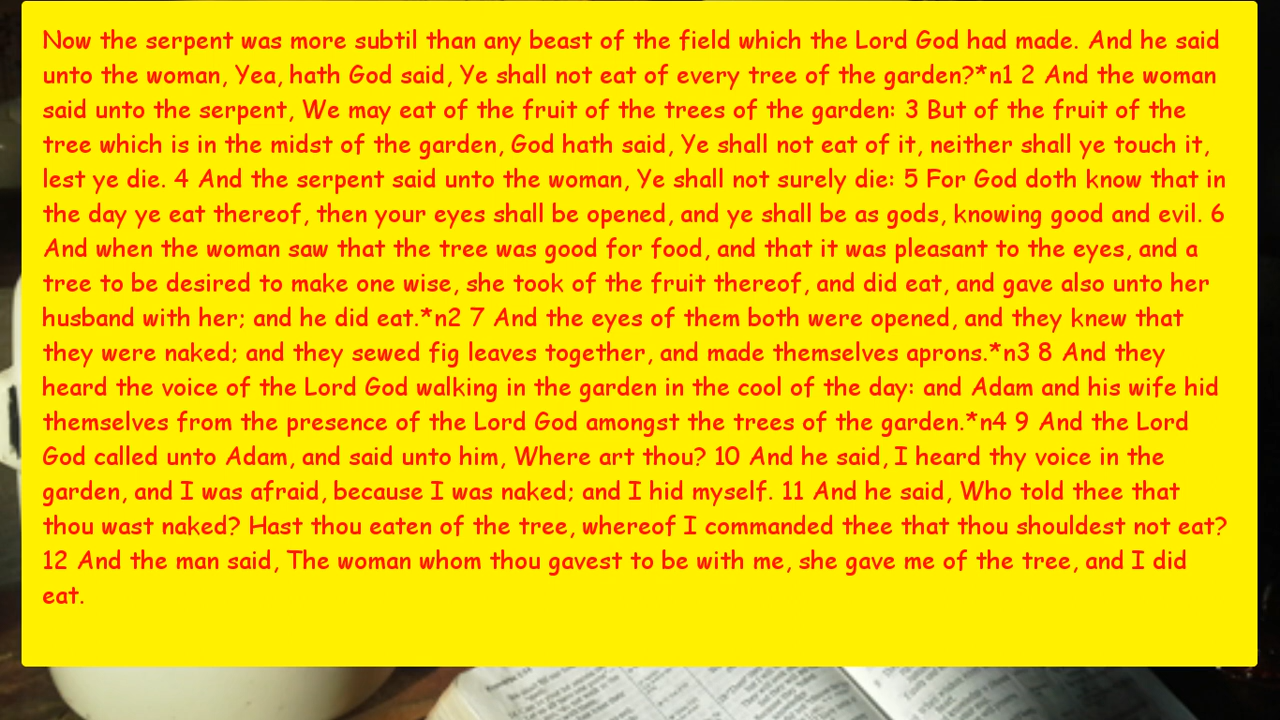 Now the serpent was more subtil than any beast of the field which the Lord God had made. And he said
unto the woman, Yea, hath God said, Ye shall not eat of every tree of the garden?*n1 2 And the woman
said unto the serpent, We may eat of the fruit of the trees of the garden: 3 But of the fruit of the
tree which is in the midst of the garden, God hath said, Ye shall not eat of it, neither shall ye touch it,
lest ye die. 4 And the serpent said unto the woman, Ye shall not surely die: 5 For God doth know that in
the day ye eat thereof, then your eyes shall be opened, and ye shall be as gods, knowing good and evil. 6
And when the woman saw that the tree was good for food, and that it was pleasant to the eyes, and a
tree to be desired to make one wise, she took of the fruit thereof, and did eat, and gave also unto her
husband with her; and he did eat.*n2 7 And the eyes of them both were opened, and they knew that
they were naked; and they sewed fig leaves together, and made themselves aprons.*n3 8 And they
heard the voice of the Lord God walking in the garden in the cool of the day: and Adam and his wife hid
themselves from the presence of the Lord God amongst the trees of the garden.*n4 9 And the Lord
God called unto Adam, and said unto him, Where art thou? 10 And he said, I heard thy voice in the
garden, and I was afraid, because I was naked; and I hid myself. 11 And he said, Who told thee that
thou wast naked? Hast thou eaten of the tree, whereof I commanded thee that thou shouldest not eat?
12 And the man said, The woman whom thou gavest to be with me, she gave me of the tree, and I did
eat.